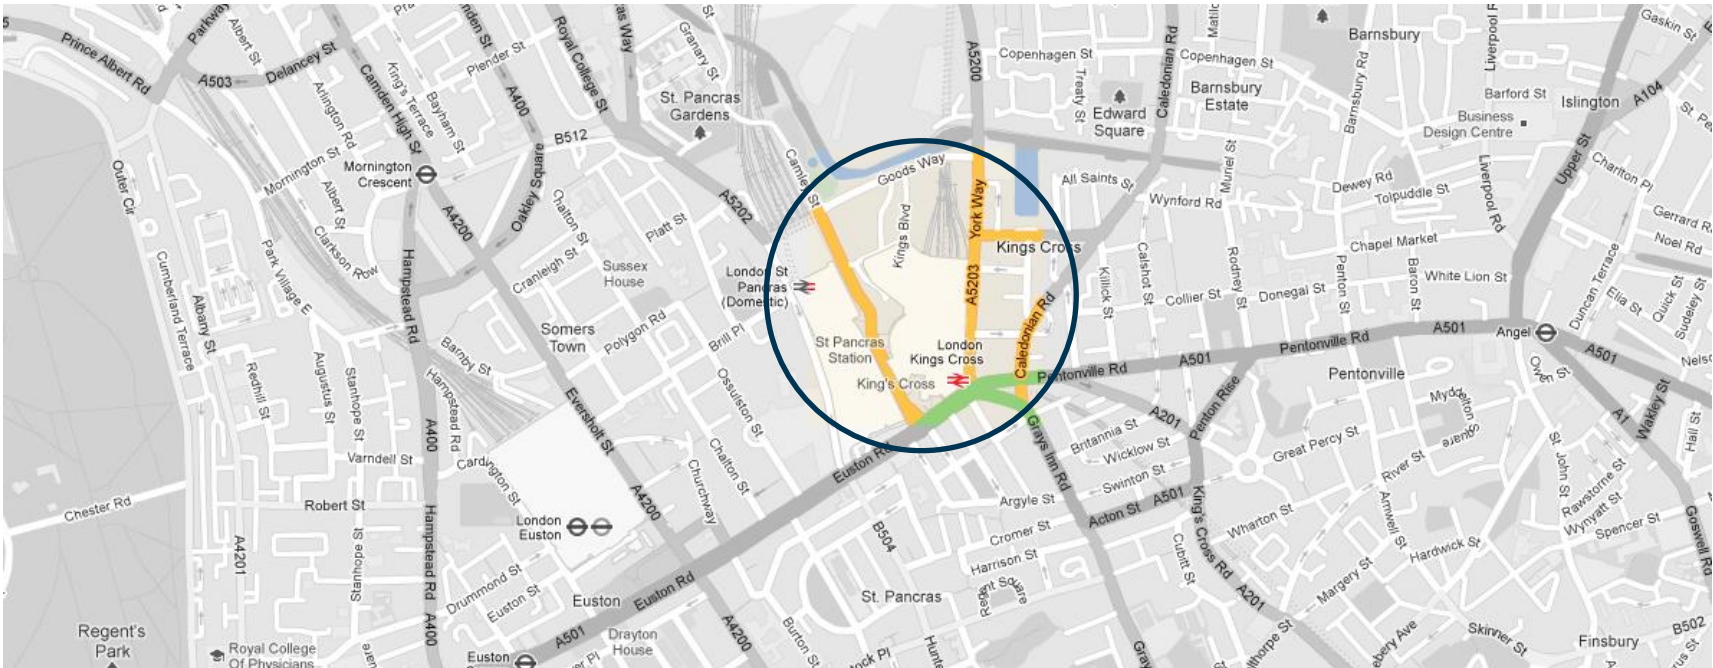 Prince Albert Rd
Parkway
Albert St
A503
Delancey St
Plender St
A400
Royal College St
Granary St
St. Pancras
Gardens
A5200
Copenhagen St
Treaty St
Caledonian Rd
Copenhagen St
Barnsbury
Barnsbury
Estate
Barnsbury Rd
Liverpool R
Gaskin St
Barford St
Islington
A104
Business
Design Centre
Edward
Square
Camden High St
King's Terrace
Bayham St
Arlington Rd
B512
Mornington St
Mornington
Crescent
Albert St
A4200
Oakley Square
Chalton St
Platt St
A5202
Camley St
Goods Way
Kings Blvd
York Way
All Saints St
Wynford Rd
Muriel St
Dewey Rd
Tolpuddle St
Liverpool Rd
Upper St
Charlton Pl
Gerrard R
Noel Rd
Outer Cir
Cumberland Terrace
Park Village E
Clarkson Row
Hampstead Rd
Cranleigh St
Sussex
House
London St
Pancras
(Domestic)
Kings Cross
A5203
Caledonian Rd
Killick St
Calshot St
Collier St
Rodney St
Donegal St
Penton St
Chapel Market
Baron St
White Lion St
Duncan Terrace
Elia St
Quick St
Sudeley St
Albany St
Redhill St
Augustus St
Stanhope St
Barnby St
Somers
Town
Polygon Rd
Brill Pl
St Pancras
Station
London
Kings Cross
King's Cross
Pentonville Rd
A501
Pentonville Rd
A501
Angel
A501
Nelso
Hampstead Rd
A400
Eversholt St
Ossulston St
Euston Rd
Grays Inn Rd
Britannia St
Wicklow St
A201
Penton Rise
Pentonville
Owen St
A1
Wakley St
Hall St
Great Percy St
River St
Amwell St
St John St
Rawstorne St
Wynyatt St
Spencer St
Goswell Rd
Varndell St
Cardington St
Churchway
Chalton St
Chester Rd
Robert St
London
Euston
A4200
B504
Argyle St
Swinton St
Acton St
A501
Cromer St
Harrison St
King's Cross Rd
Wharton St
Cubitt St
Hardwick St
Margery St
A4201
Stanhope St
Hampstead Rd
A400
Drummond St
Euston St
Euston
Euston Rd
A501
Drayton
House
A4200
St. Pancras
Burton St
A201
Skinner St
Finsbury
B502
Regent's
Park
Royal College
Of Physicians
Euston